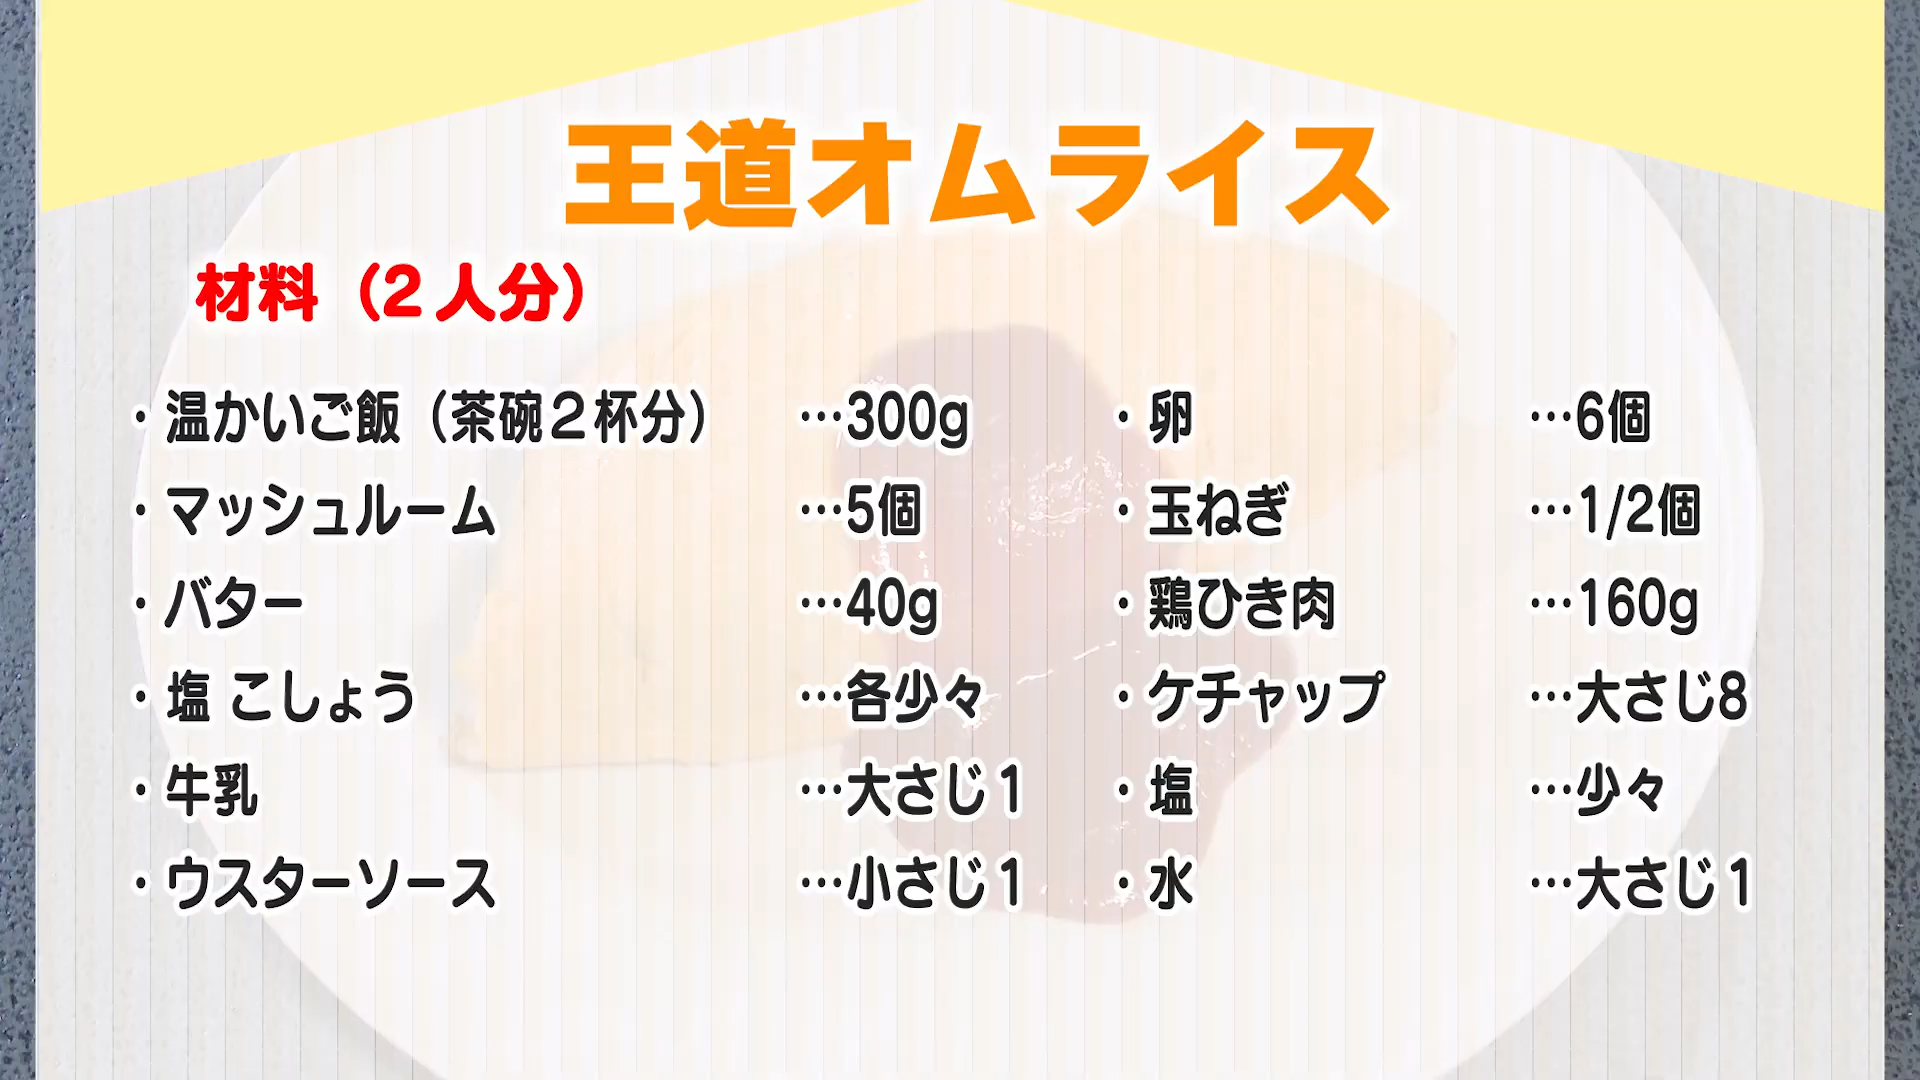 王道オムライス
材料（2人分）
・温かいご飯（茶碗2杯分） …300g
・卵 …6個
・マッシュルーム …5個
・玉ねぎ …1/2個
・バター …40g
・鶏ひき肉 …160g
・塩 こしょう …各少々
・ケチャップ …大さじ8
・牛乳 …大さじ1
・塩 …少々
・ウスターソース …小さじ1
・水 …大さじ1